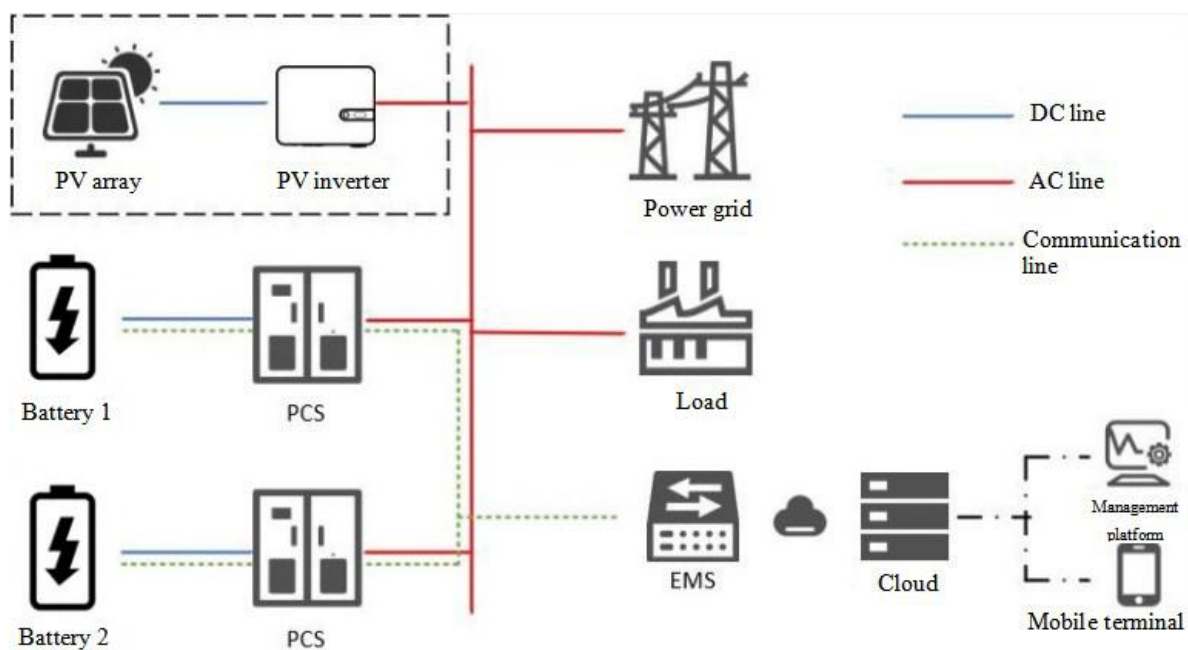 PV array
PV inverter
Power grid
DC line
AC line
Communication
line
Battery 1
PCS
Load
Battery 2
PCS
EMS
Cloud
Management
platform
Mobile terminal